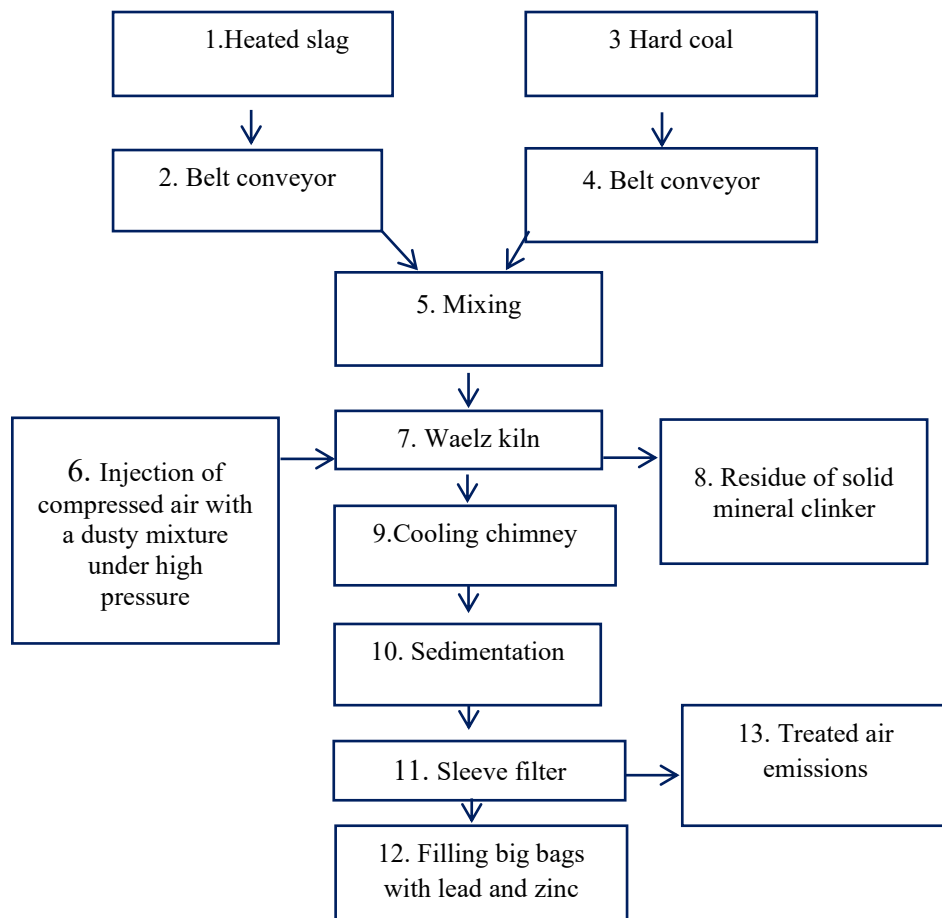 1.Heated slag
3 Hard coal
2. Belt conveyor
4. Belt conveyor
5. Mixing
6. Injection of
compressed air with
a dusty mixture
under high
pressure
7. Waelz kiln
8. Residue of solid
mineral clinker
9.Cooling chimney
10. Sedimentation
11. Sleeve filter
13. Treated air
emissions
12. Filling big bags
with lead and zinc